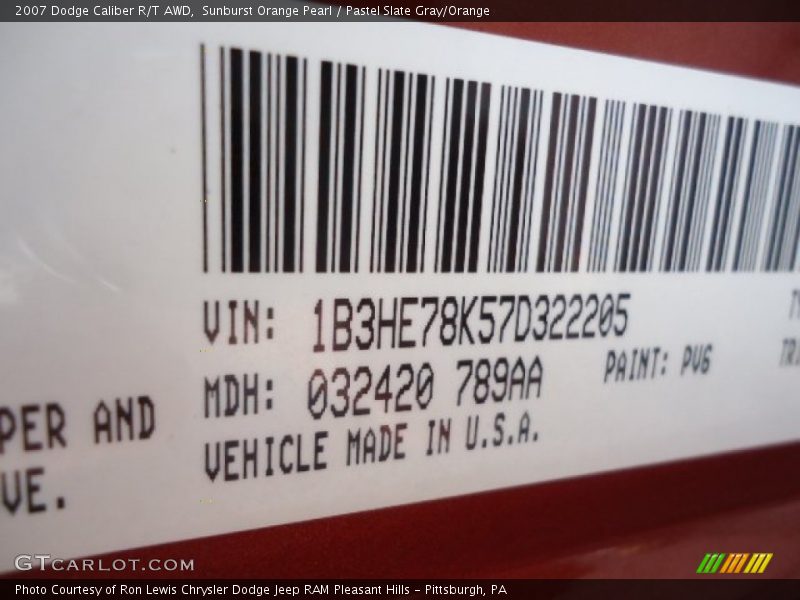 2007 Dodge Caliber R/T AWD, Sunburst Orange Pearl / Pastel Slate Gray/Orange
VIN: 1B3HE78K57D322205
MDH: 032420 789AA PAINT: PV6
PER AND
VEHICLE MADE IN U.S.A.
VE.
GTCARLOT.COM
Photo Courtesy of Ron Lewis Chrysler Dodge Jeep RAM Pleasant Hills - Pittsburgh, PA